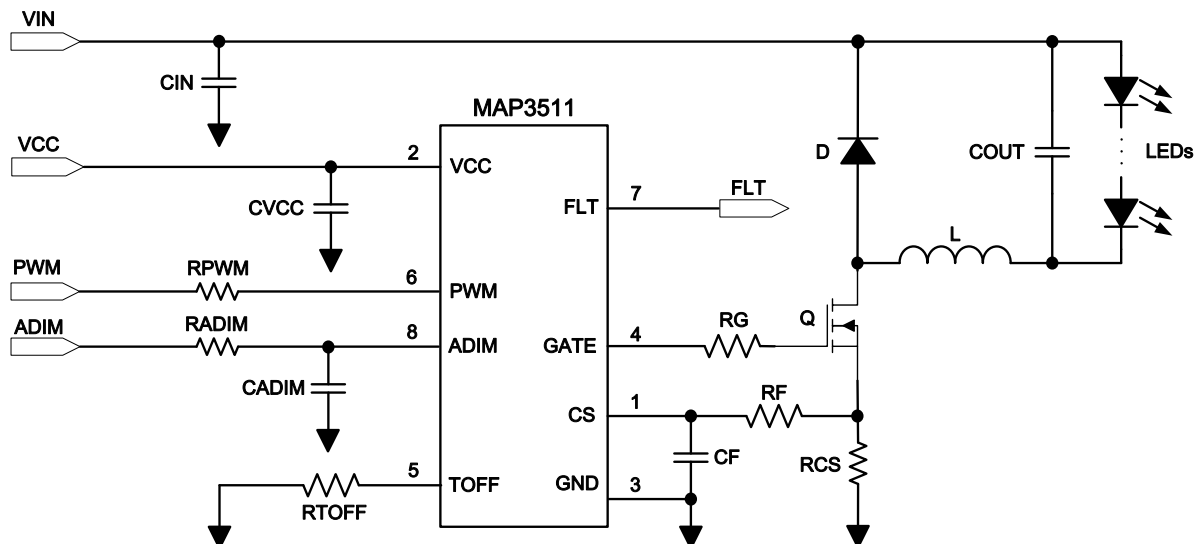 VIN
CIN
MAP3511
VCC
2
VCC
CVCC
FLT
7
FLT
D
COUT
LEDs
L
PWM
RPWM
6
PWM
ADIM
RADIM
8
ADIM
CADIM
GATE
4
RG
Q
CS
1
RF
CF
RCS
5
TOFF
RTOFF
GND
3